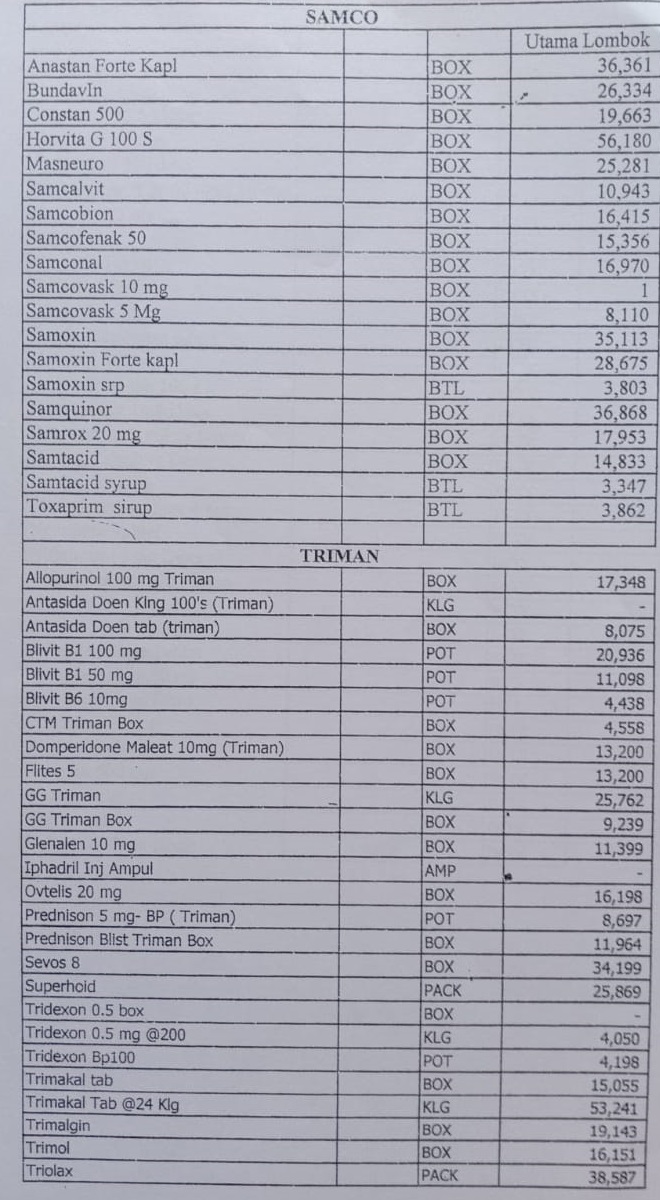 SAMCO
Utama Lombok
Anastan Forte Kapl BOX 36,361
BundavIn BOX 26,334
Constan 500 BOX 19,663
Horvita G 100 S BOX 56,180
Masneuro BOX 25,281
Samcalvit BOX 10,943
Samcobion BOX 16,415
Samcofenak 50 BOX 15,356
Samconal BOX 16,970
Samcovask 10 mg BOX 1
Samcovask 5 Mg BOX 8,110
Samoxin BOX 35,113
Samoxin Forte kapl BOX 28,675
Samoxin srp BTL 3,803
Samquinor BOX 36,868
Samrox 20 mg BOX 17,953
Samtacid BOX 14,833
Samtacid syrup BTL 3,347
Toxaprim sirup BTL 3,862
TRIMAN
Allopurinol 100 mg Triman BOX 17,348
Antasida Doen Klng 100's (Triman) KLG -
Antasida Doen tab (triman) BOX 8,075
Blivit B1 100 mg POT 20,936
Blivit B1 50 mg POT 11,098
Blivit B6 10mg POT 4,438
CTM Triman Box BOX 4,558
Domperidone Maleat 10mg (Triman) BOX 13,200
Flites 5 BOX 13,200
GG Triman KLG 25,762
GG Triman Box BOX 9,239
Glenalen 10 mg BOX 11,399
Iphadril Inj Ampul AMP -
Ovtelis 20 mg BOX 16,198
Prednison 5 mg- BP ( Triman) POT 8,697
Prednison Blist Triman Box BOX 11,964
Sevos 8 BOX 34,199
Superhoid PACK 25,869
Tridexon 0.5 box BOX -
Tridexon 0.5 mg @200 KLG 4,050
Tridexon Bp100 POT 4,198
Trimakal tab BOX 15,055
Trimakal Tab @24 Klg KLG 53,241
Trimalgin BOX 19,143
Trimol BOX 16,151
Triolax PACK 38,587